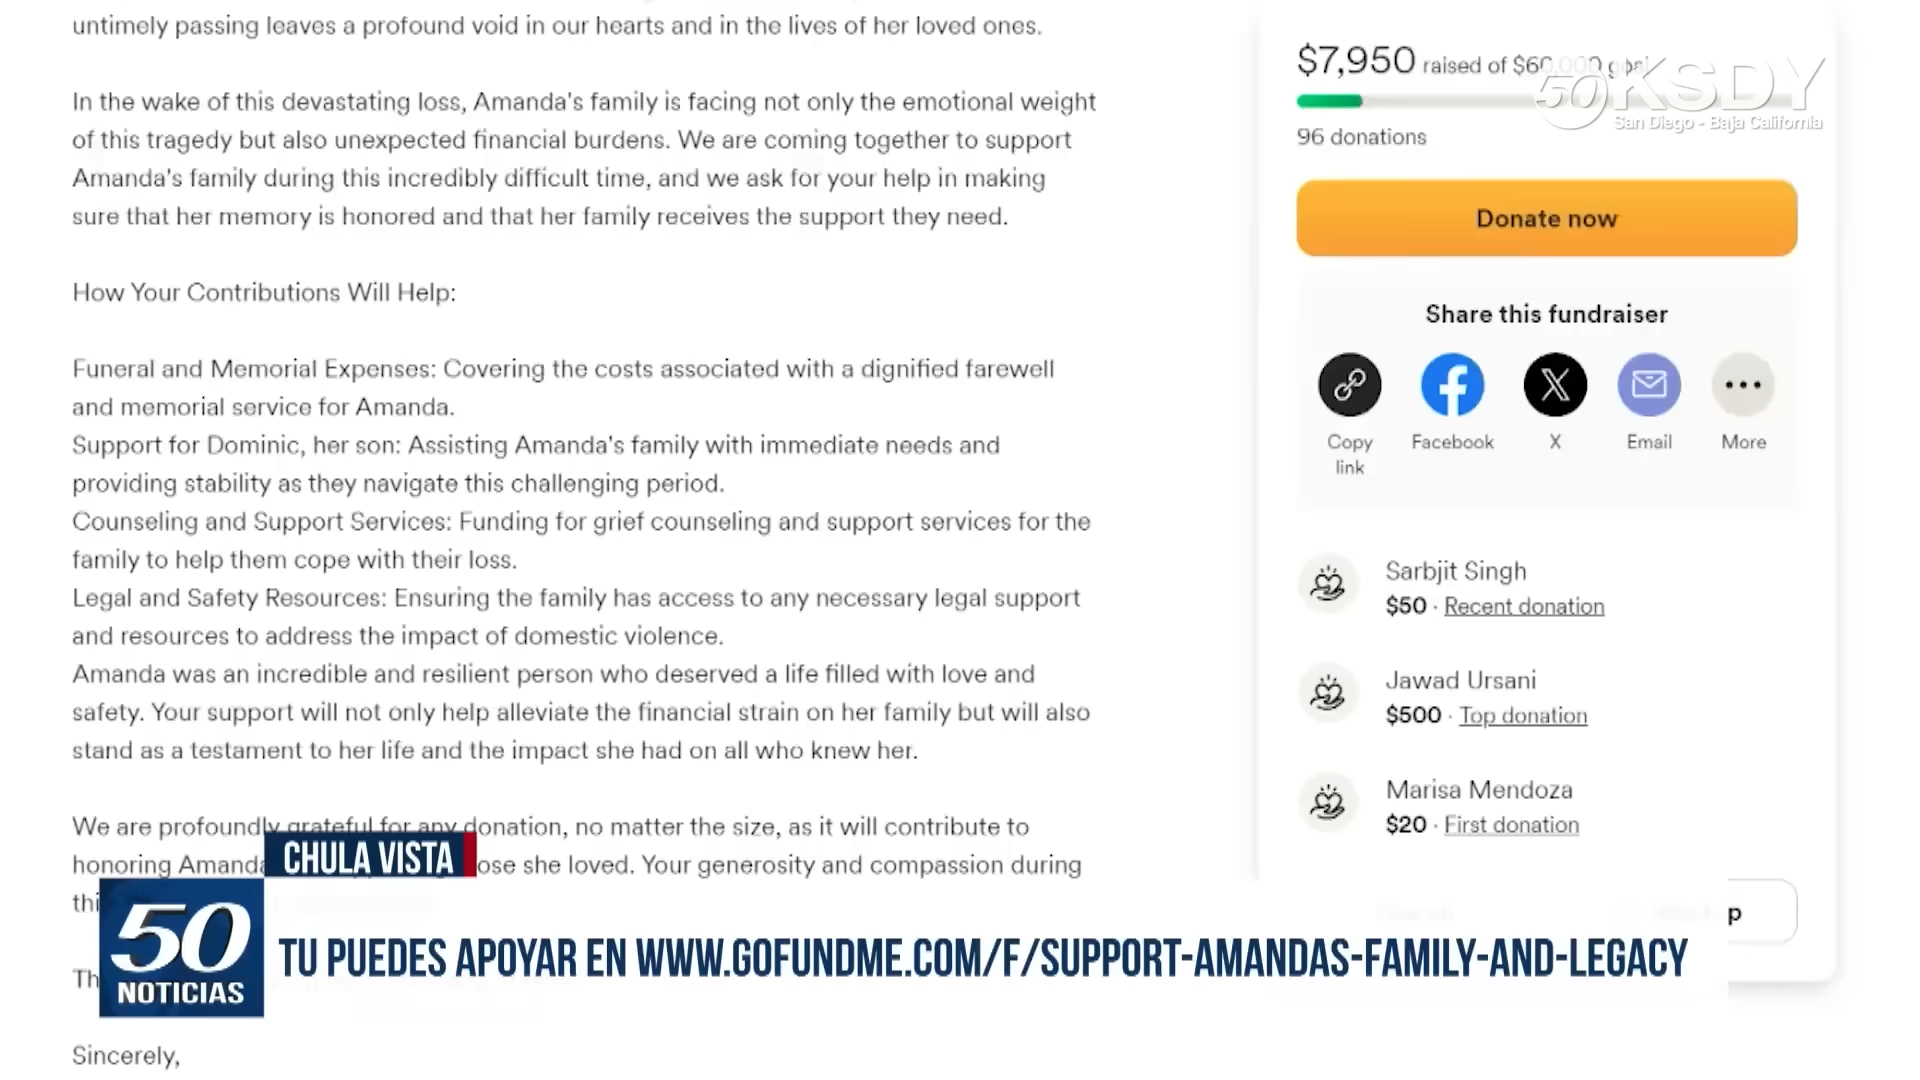 untimely passing leaves a profound void in our hearts and in the lives of her loved ones.
In the wake of this devastating loss, Amanda's family is facing not only the emotional weight
of this tragedy but also unexpected financial burdens. We are coming together to support
Amanda's family during this incredibly difficult time, and we ask for your help in making
sure that her memory is honored and that her family receives the support they need.
How Your Contributions Will Help:
Funeral and Memorial Expenses: Covering the costs associated with a dignified farewell
and memorial service for Amanda.
Support for Dominic, her son: Assisting Amanda's family with immediate needs and
providing stability as they navigate this challenging period.
Counseling and Support Services: Funding for grief counseling and support services for the
family to help them cope with their loss.
Legal and Safety Resources: Ensuring the family has access to any necessary legal support
and resources to address the impact of domestic violence.
Amanda was an incredible and resilient person who deserved a life filled with love and
safety. Your support will not only help alleviate the financial strain on her family but will also
stand as a testament to her life and the impact she had on all who knew her.
We are profoundly grateful for any donation, no matter the size, as it will contribute to
honoring Amanda ose she loved. Your generosity and compassion during
thi
Th
Sincerely,
$7,950 raised of $60,000 goal
96 donations
Donate now
Share this fundraiser
Copy link
Facebook
X
Email
More
Sarbjit Singh
$50 · Recent donation
Jawad Ursani
$500 · Top donation
Marisa Mendoza
$20 · First donation
p
50 KSDY
San Diego - Baja California
CHULA VISTA
50
NOTICIAS
TU PUEDES APOYAR EN WWW.GOFUNDME.COM/F/SUPPORT-AMANDAS-FAMILY-AND-LEGACY